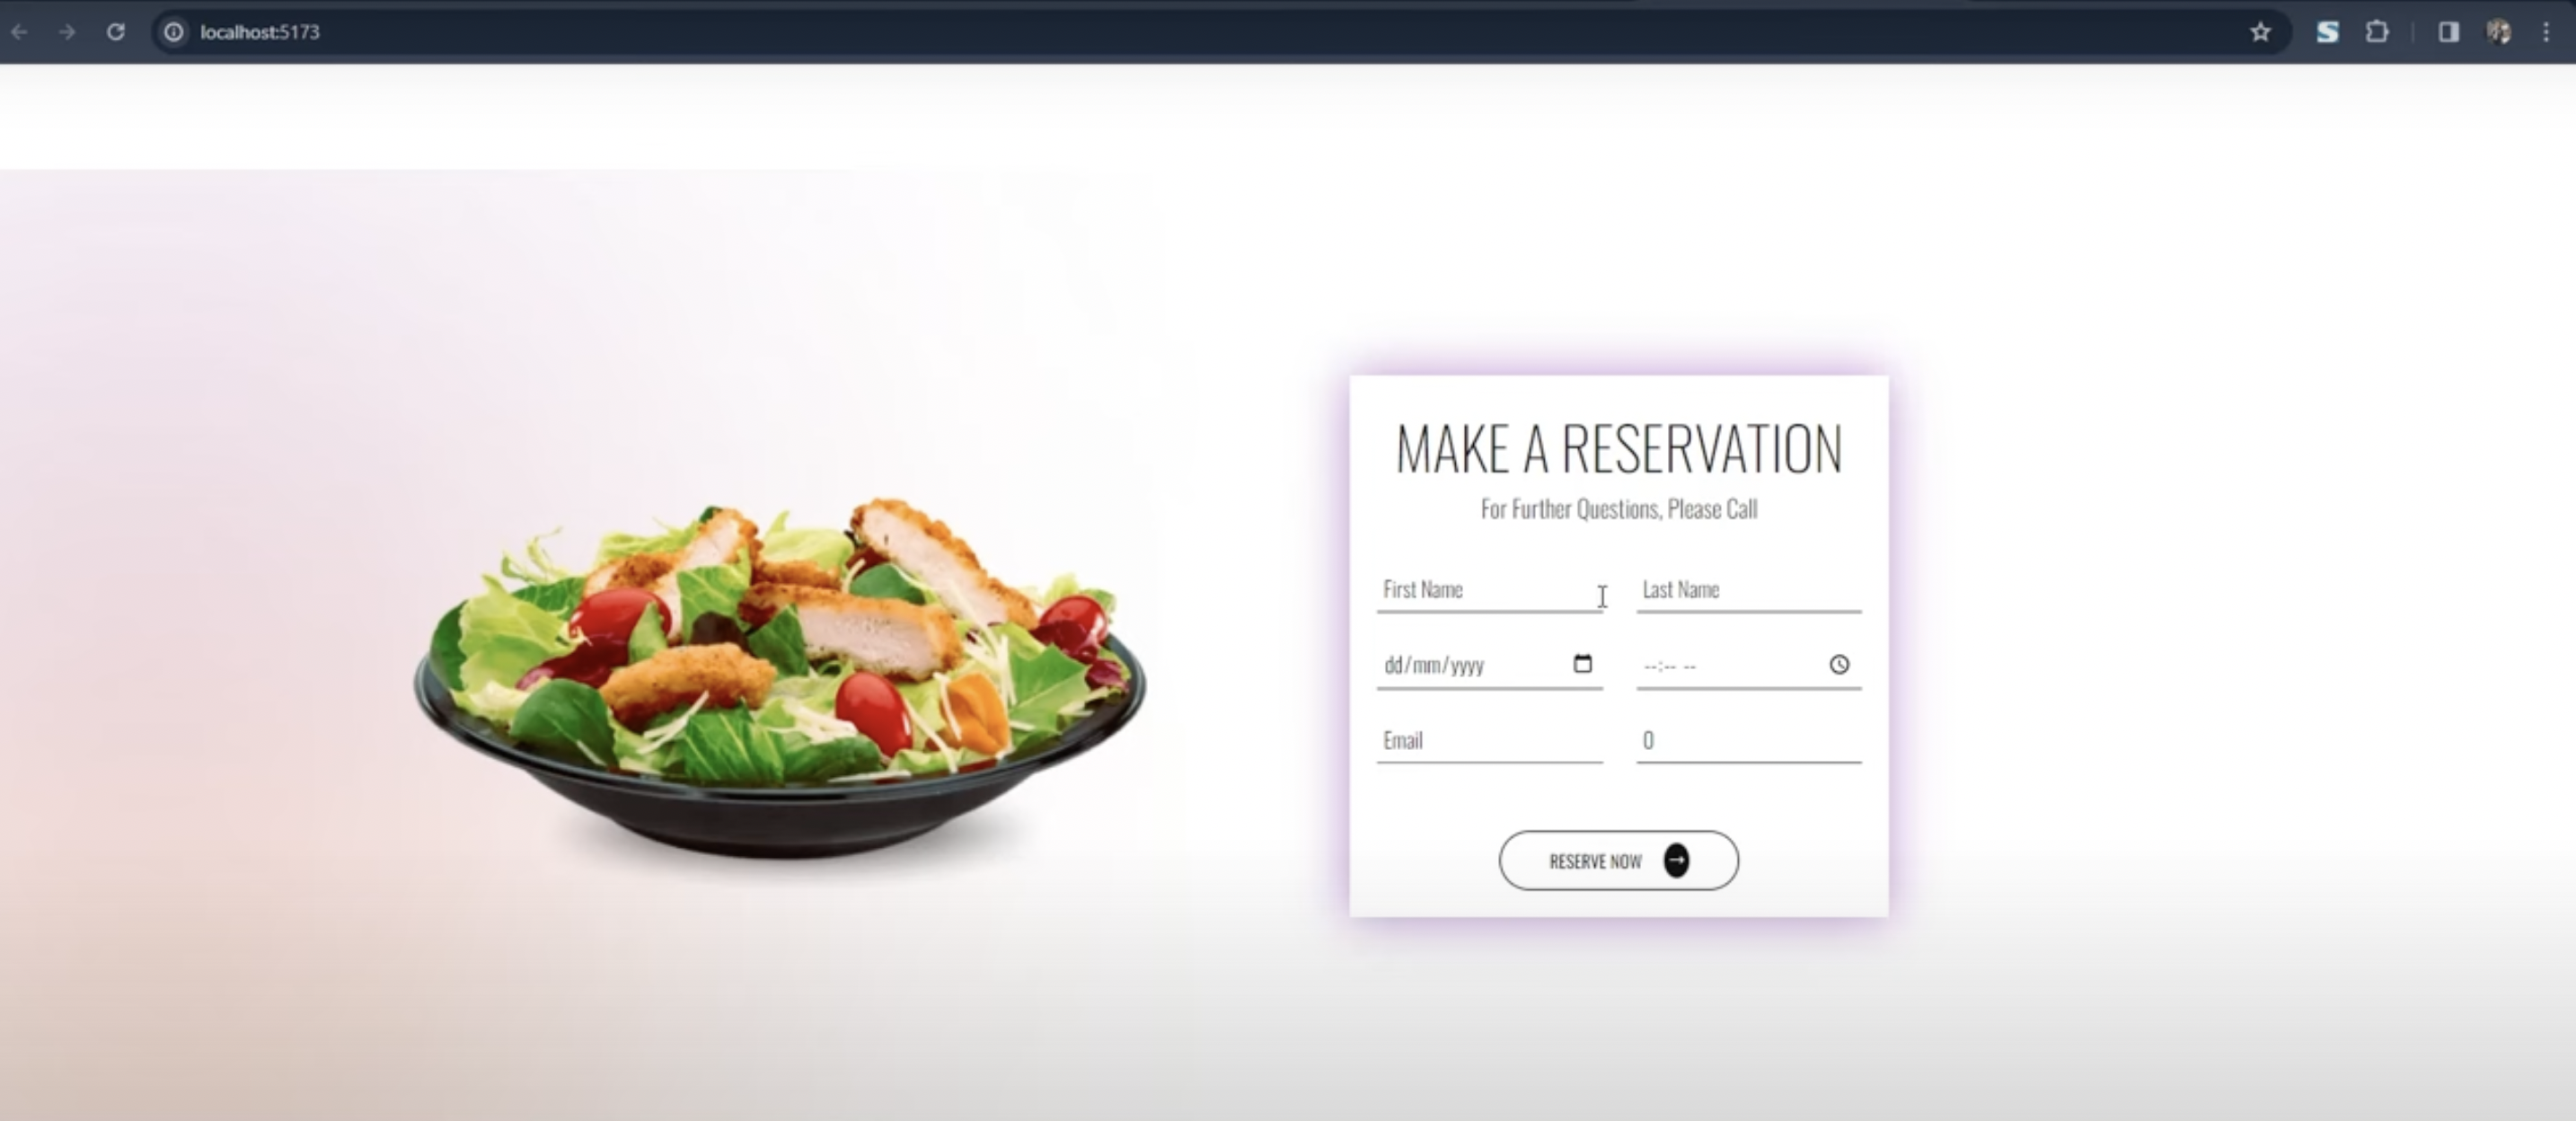 localhost:5173
MAKE A RESERVATION
For Further Questions, Please Call
First Name
Last Name
dd/mm/yyyy
--:-- --
Email
0
RESERVE NOW